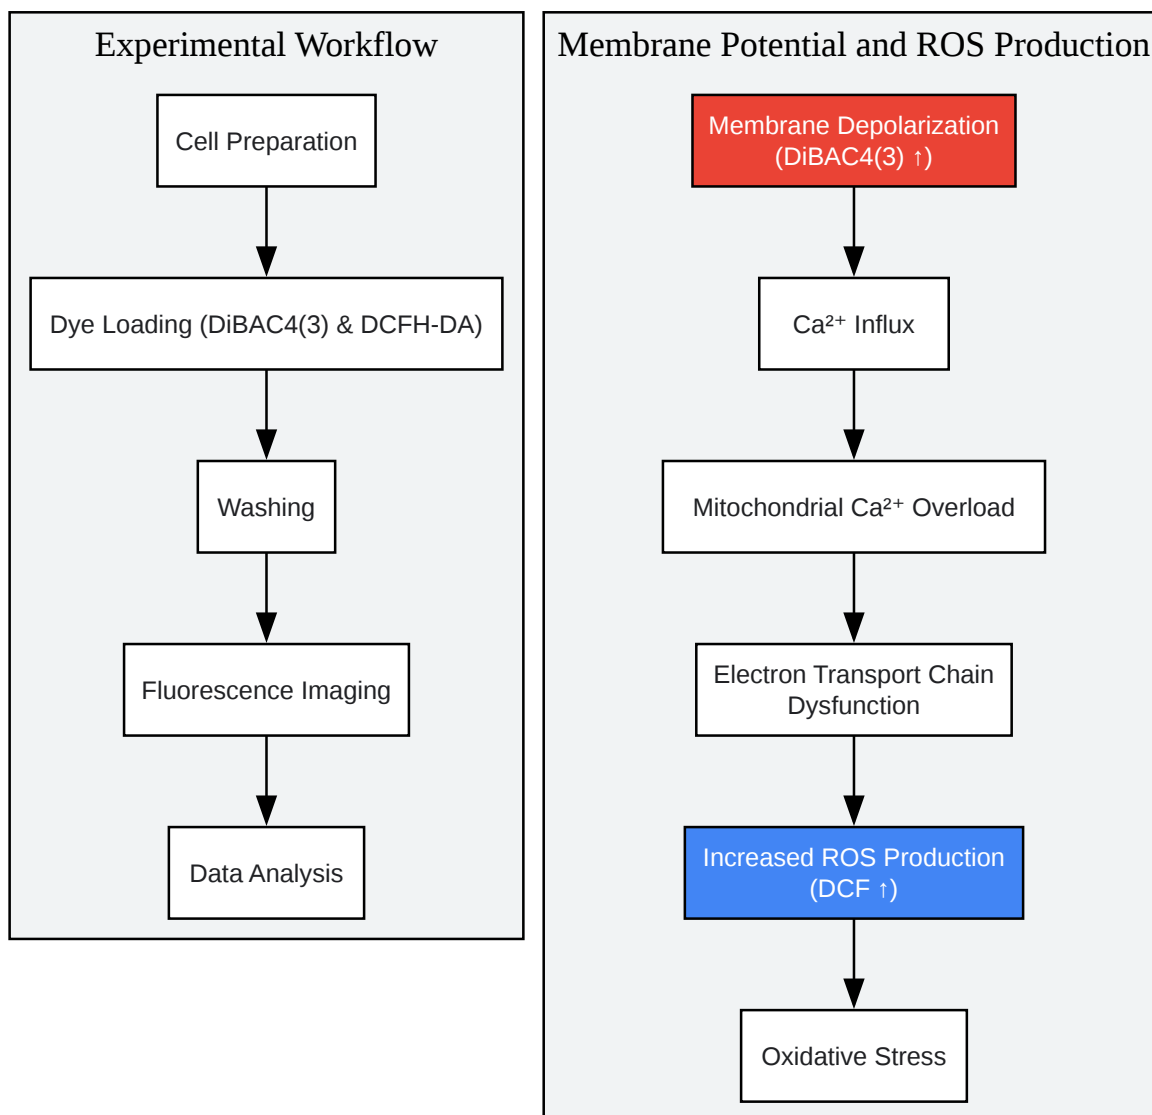 Experimental Workflow
Cell Preparation
Dye Loading (DiBAC4(3) & DCFH-DA)
Washing
Fluorescence Imaging
Data Analysis
Membrane Potential and ROS Production
Membrane Depolarization
(DiBAC4(3) ↑)
Ca²⁺ Influx
Mitochondrial Ca²⁺ Overload
Electron Transport Chain
Dysfunction
Increased ROS Production
(DCF ↑)
Oxidative Stress